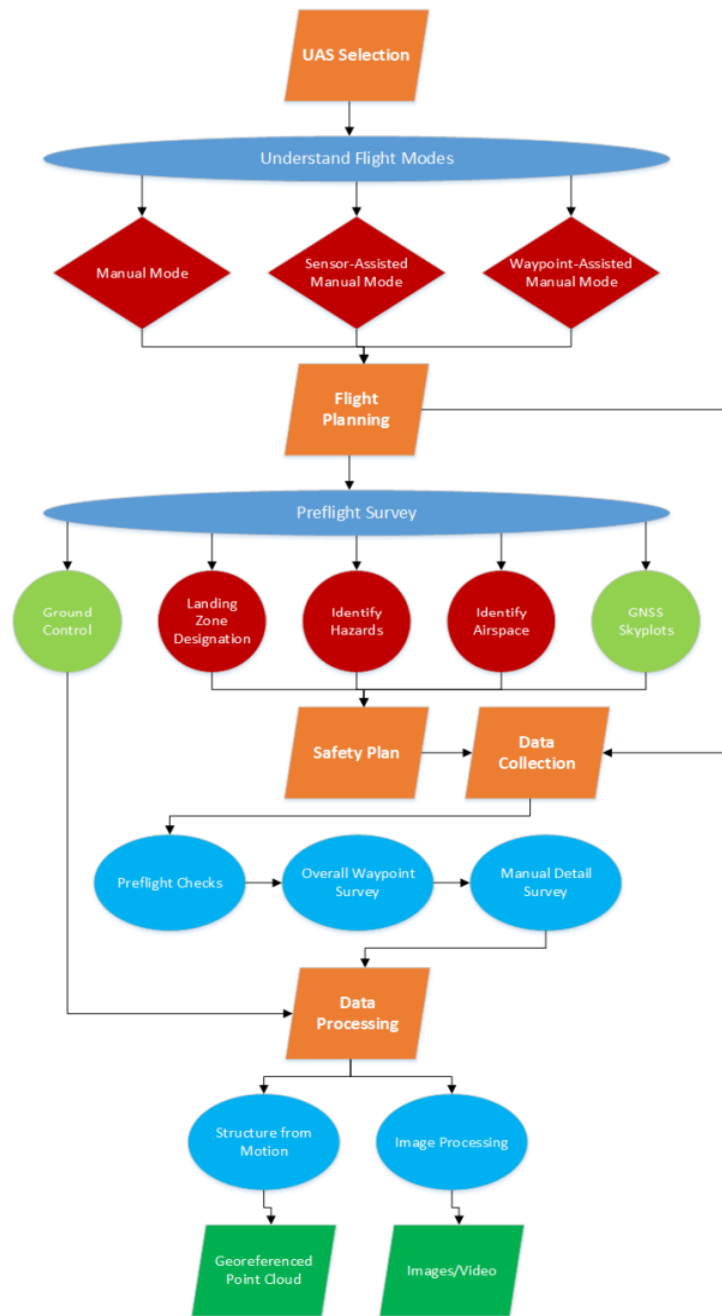 UAS Selection
Understand Flight Modes
Manual Mode
Sensor-Assisted
Manual Mode
Waypoint-Assisted
Manual Mode
Flight
Planning
Preflight Survey
Ground
Control
Landing
Zone
Designation
Identify
Hazards
Identify
Airspace
GNSS
Skyplots
Safety Plan
Data
Collection
Preflight Checks
Overall Waypoint
Survey
Manual Detail
Survey
Data
Processing
Structure from
Motion
Image Processing
Georeferenced
Point Cloud
Images/Video